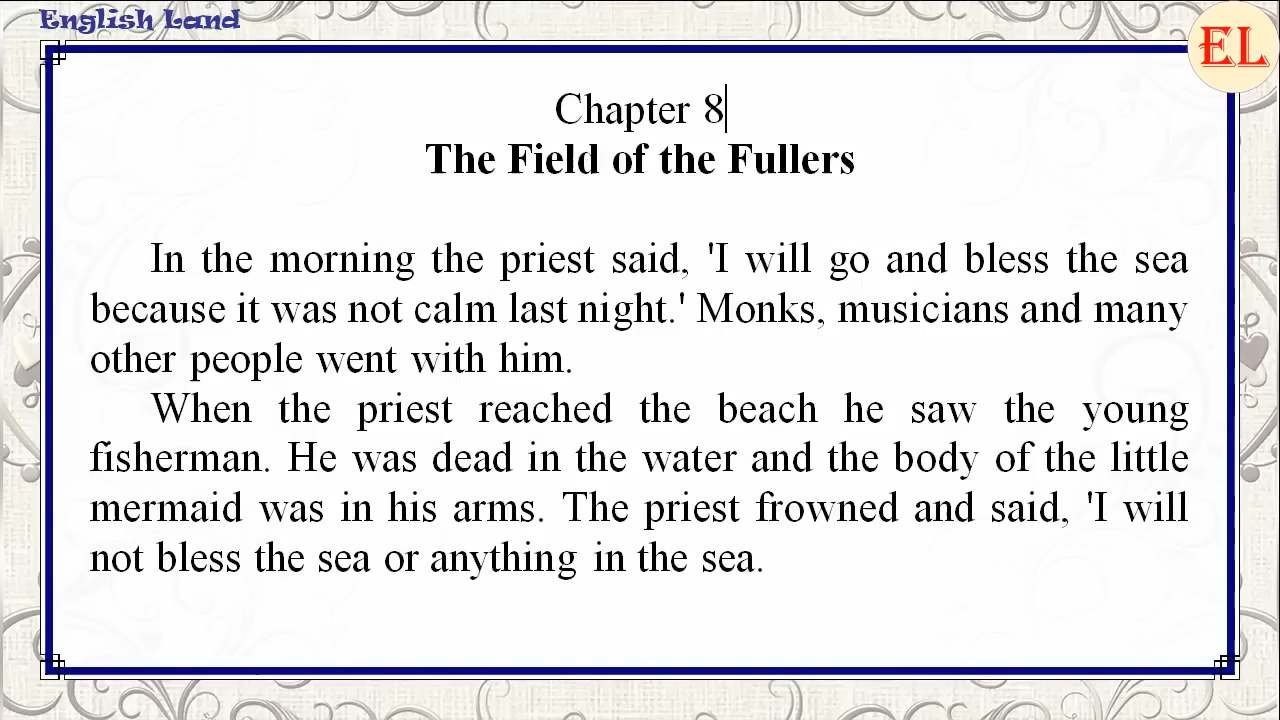 English Land
EL
Chapter 8
The Field of the Fullers
In the morning the priest said, 'I will go and bless the sea
because it was not calm last night.' Monks, musicians and many
other people went with him.
When the priest reached the beach he saw the young
fisherman. He was dead in the water and the body of the little
mermaid was in his arms. The priest frowned and said, 'I will
not bless the sea or anything in the sea.